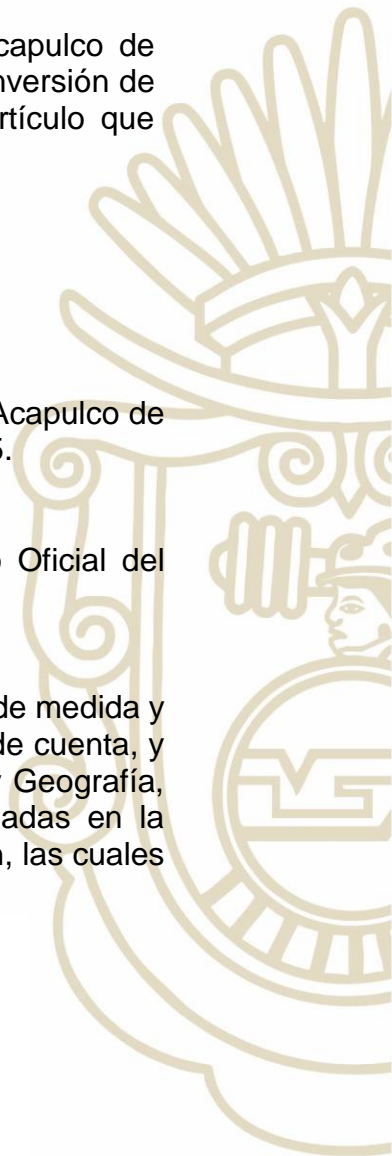 capulco de
nversión de
rtículo que
Acapulco de
5.
Oficial del
de medida y
de cuenta, y
Geografía,
adas en la
n, las cuales